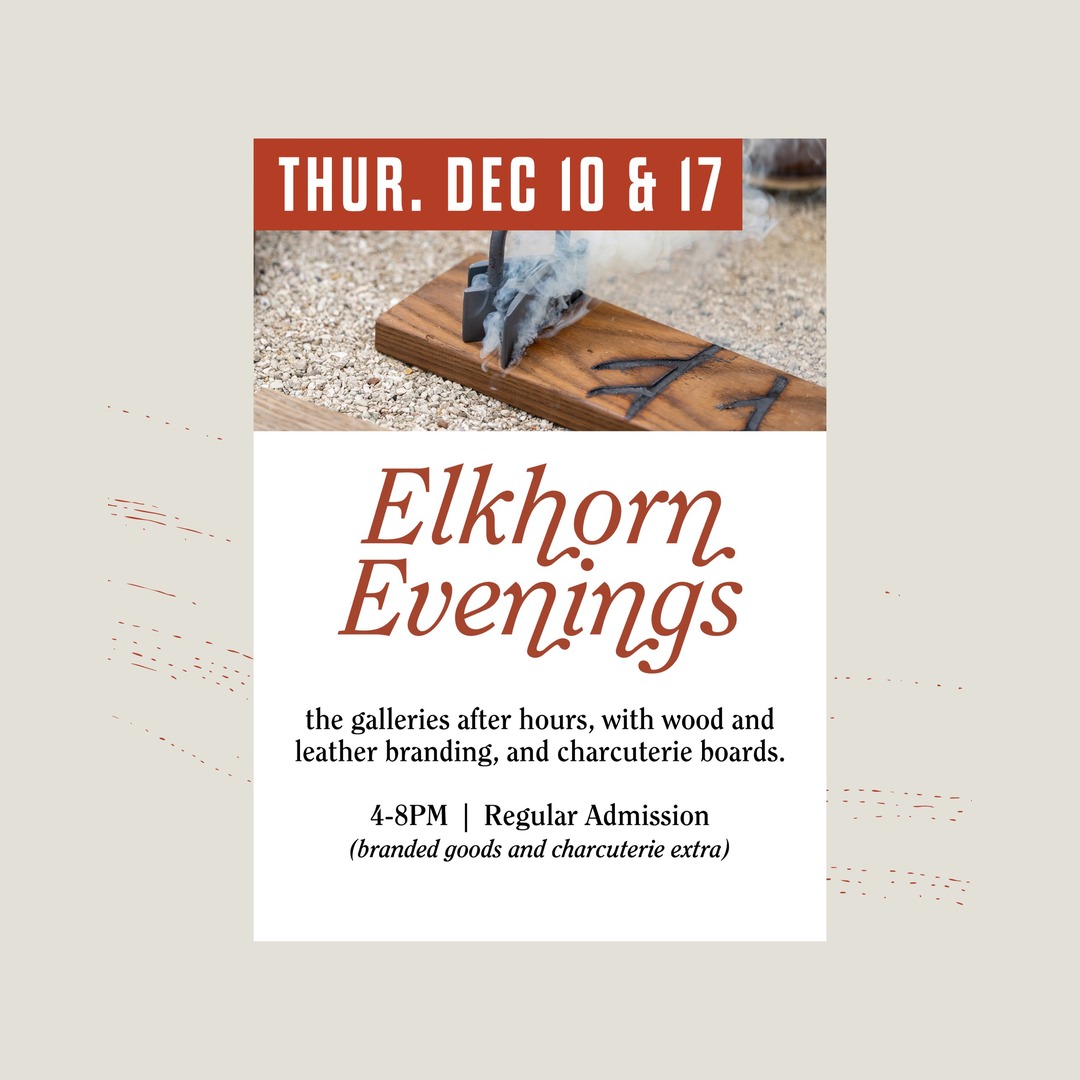 THUR. DEC 10 & 17
Elkhorn
Evenings
the galleries after hours, with wood and
leather branding, and charcuterie boards.
4-8PM | Regular Admission
(branded goods and charcuterie extra)